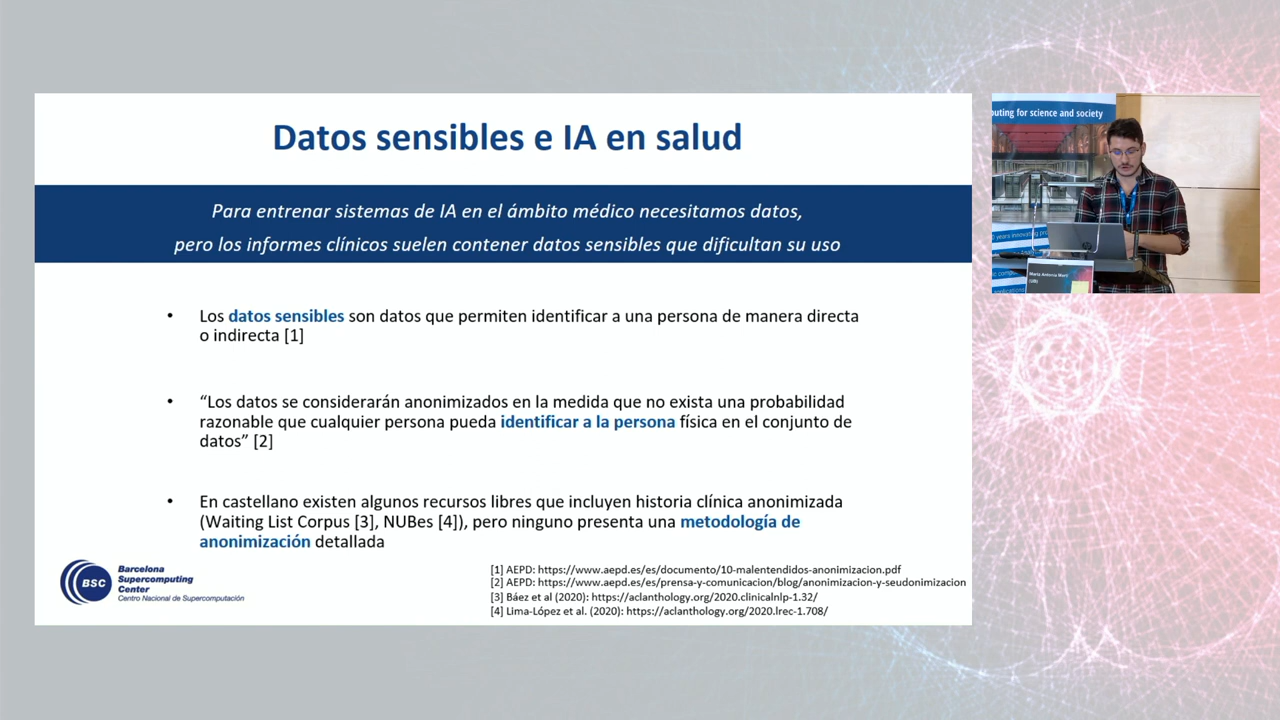 Datos sensibles e IA en salud
Para entrenar sistemas de IA en el ámbito médico necesitamos datos,
pero los informes clínicos suelen contener datos sensibles que dificultan su uso
• Los datos sensibles son datos que permiten identificar a una persona de manera directa
o indirecta [1]
• “Los datos se considerarán anonimizados en la medida que no exista una probabilidad
razonable que cualquier persona pueda identificar a la persona física en el conjunto de
datos” [2]
• En castellano existen algunos recursos libres que incluyen historia clínica anonimizada
(Waiting List Corpus [3], NUBes [4]), pero ninguno presenta una metodología de
anonimización detallada
BSC
Barcelona
Supercomputing
Center
Centro Nacional de Supercomputación
[1] AEPD: https://www.aepd.es/es/documento/10-malentendidos-anonimizacion.pdf
[2] AEPD: https://www.aepd.es/es/prensa-y-comunicacion/blog/anonimizacion-y-seudonimizacion
[3] Báez et al (2020): https://aclanthology.org/2020.clinicalnlp-1.32/
[4] Lima-López et al. (2020): https://aclanthology.org/2020.lrec-1.708/
puting for science and society
years innovating
Maria Antonia Martí
(UB)